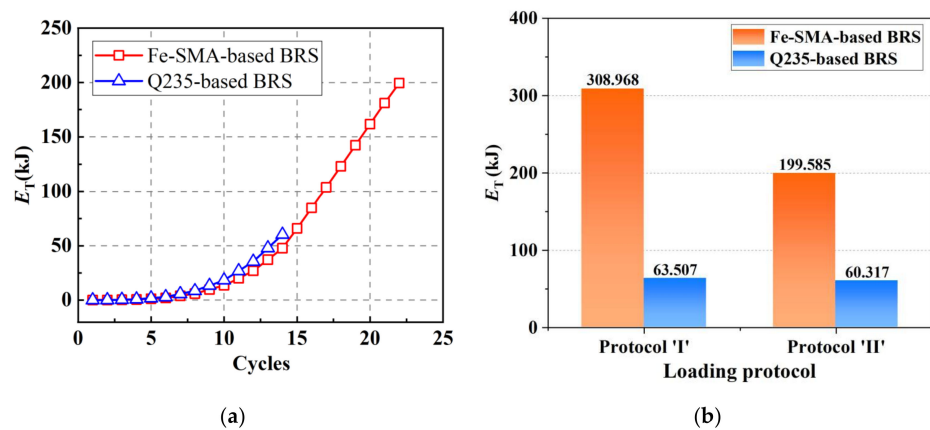 250
200
150
100
50
0
E_T(kJ)
Fe-SMA-based BRS
Q235-based BRS
0 5 10 15 20 25
Cycles
(a)
400
300
200
100
0
E_T (kJ)
Fe-SMA-based BRS
Q235-based BRS
308.968
199.585
63.507
60.317
Protocol 'I' Protocol 'II'
Loading protocol
(b)